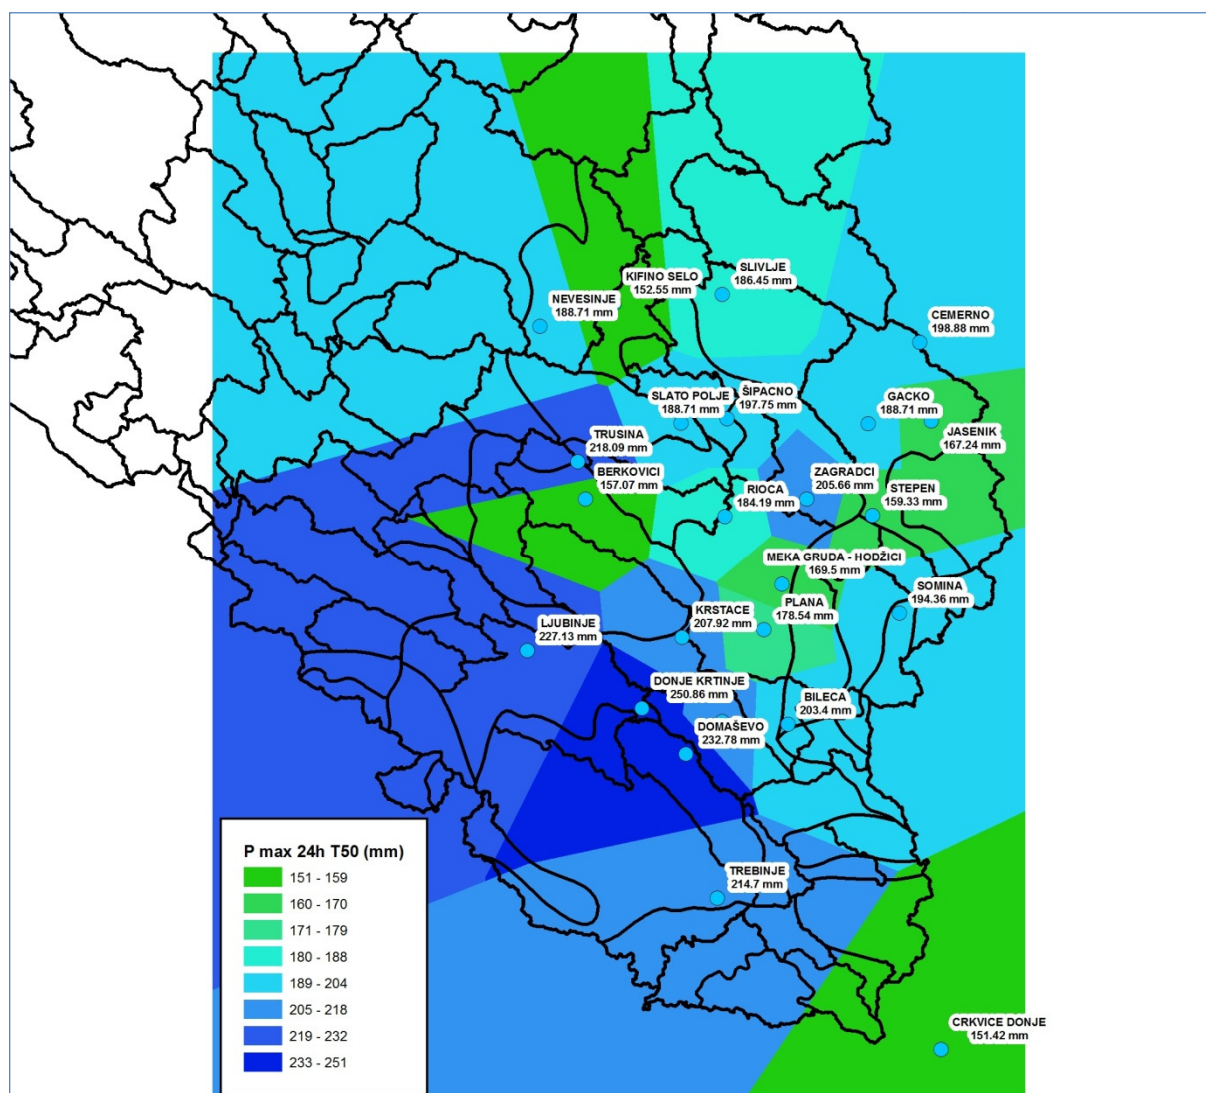 SLIVLJE
186.45 mm
KIFINO SELO
152.55 mm
NEVESINJE
188.71 mm
CEMERNO
198.88 mm
SLATO POLJE
188.71 mm
ŠIPACNO
197.75 mm
GACKO
188.71 mm
JASENIK
167.24 mm
TRUSINA
218.09 mm
BERKOVICI
157.07 mm
RIOCA
184.19 mm
ZAGRADCI
205.66 mm
STEPEN
159.33 mm
MEKA GRUDA - HODŽICI
169.5 mm
SOMINA
194.36 mm
PLANA
178.54 mm
KRSTACE
207.92 mm
LJUBINJE
227.13 mm
DONJE KRTINJE
250.86 mm
BILECA
203.4 mm
DOMAŠEVO
232.78 mm
TREBINJE
214.7 mm
CRKVICE DONJE
151.42 mm
P max 24h T50 (mm)
151 - 159
160 - 170
171 - 179
180 - 188
189 - 204
205 - 218
219 - 232
233 - 251